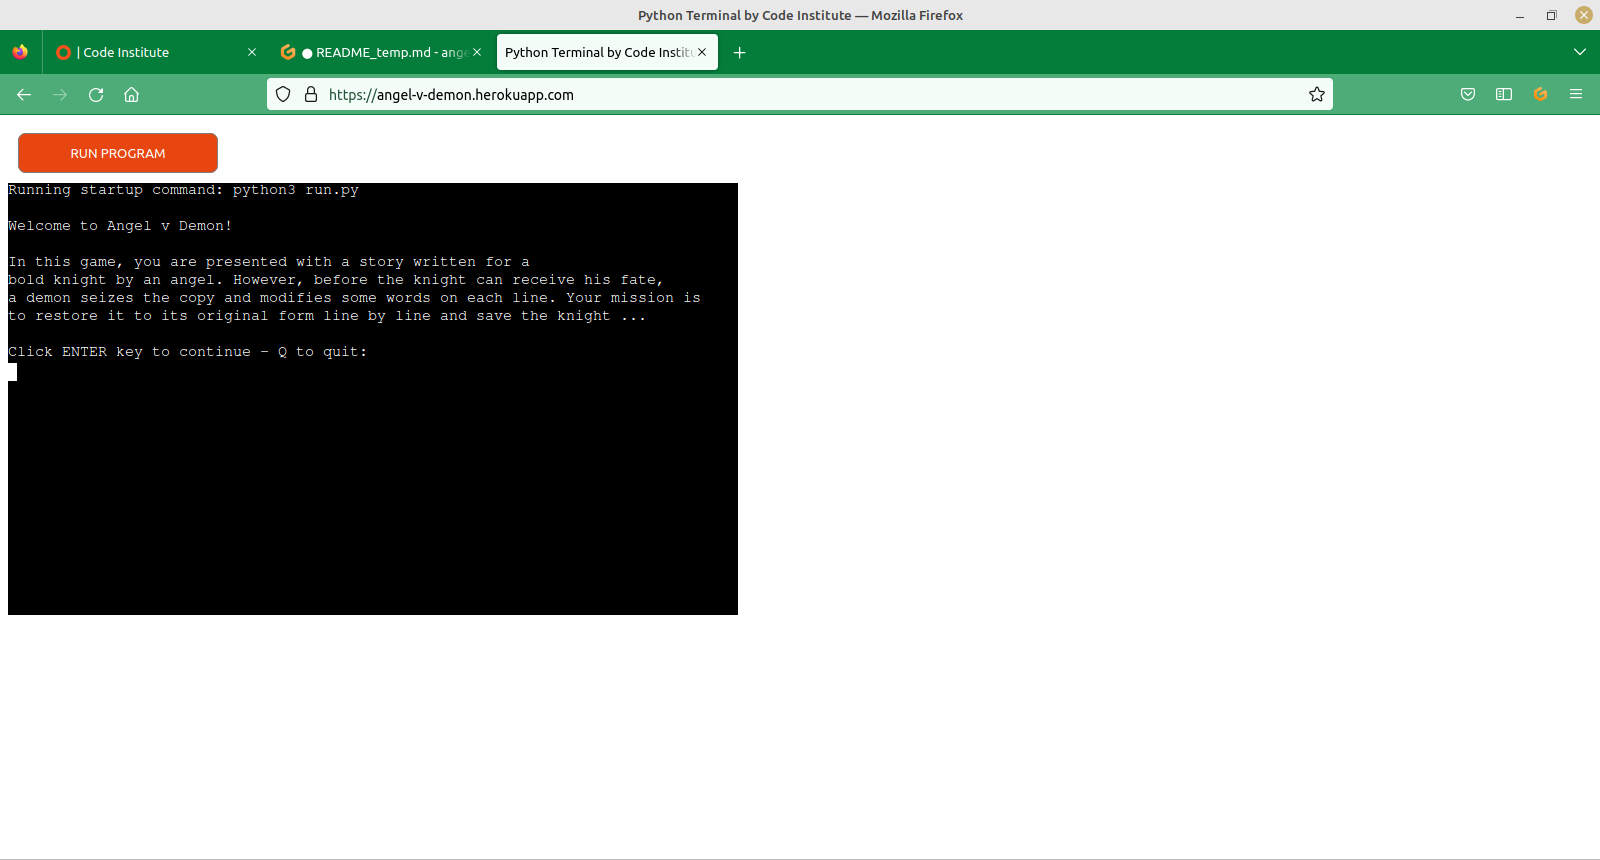 Python Terminal by Code Institute — Mozilla Firefox
| Code Institute
README_temp.md - ange
Python Terminal by Code Institu
https://angel-v-demon.herokuapp.com
RUN PROGRAM
Running startup command: python3 run.py
Welcome to Angel v Demon!
In this game, you are presented with a story written for a
bold knight by an angel. However, before the knight can receive his fate,
a demon seizes the copy and modifies some words on each line. Your mission is
to restore it to its original form line by line and save the knight ...
Click ENTER key to continue - Q to quit: